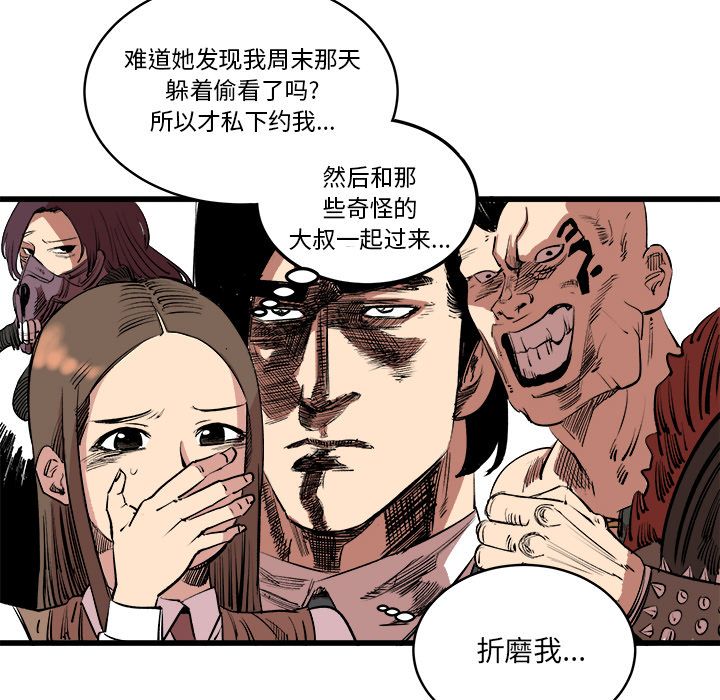 难道她发现我周末那天
躲着偷看了吗?
所以才私下约我...
然后和那
些奇怪的
大叔一起过来...
折磨我...